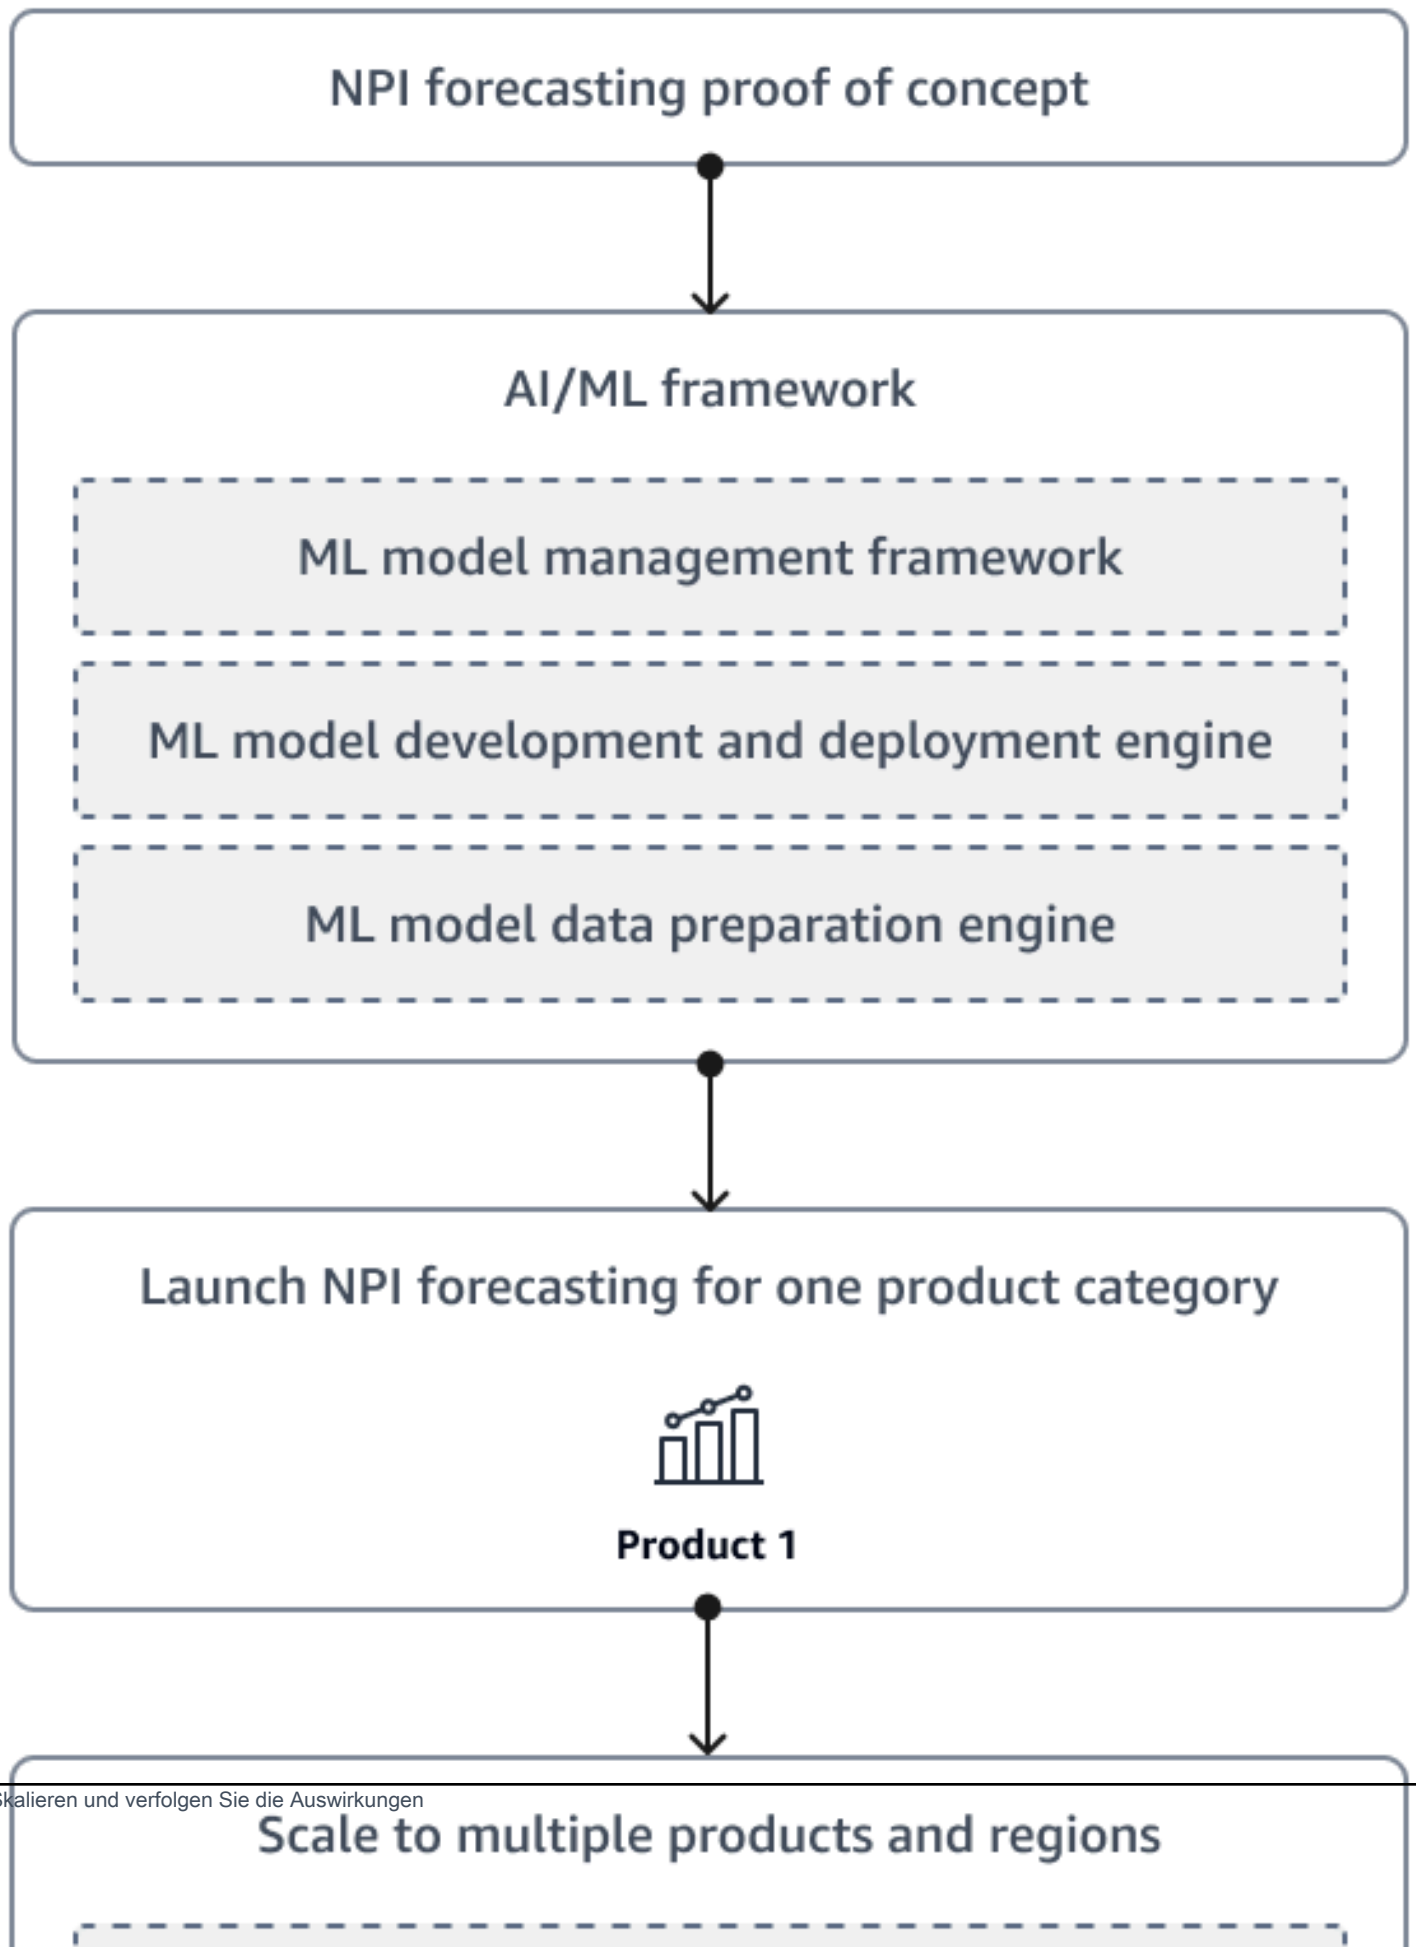 NPI forecasting proof of concept
AI/ML framework
ML model management framework
ML model development and deployment engine
ML model data preparation engine
Launch NPI forecasting for one product category
Product 1
Skalieren und verfolgen Sie die Auswirkungen
Scale to multiple products and regions